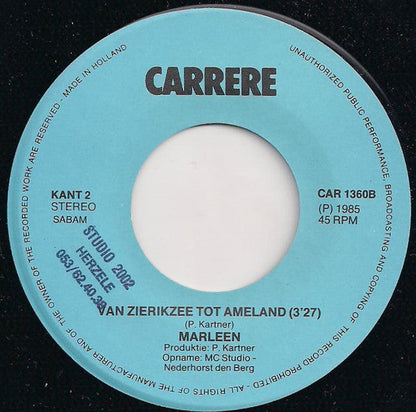 CARRERE
KANT 2
STEREO
SABAM
CAR 1360B
(P) 1985
45 RPM
STUDIO 2002
HERZELE
053/62.40.38
VAN ZIERIKZEE TOT AMELAND (3'27)
(P. Kartner)
MARLEEN
Produktie: P. Kartner
Opname: MC Studio -
Nederhorst den Berg
ALL RIGHTS OF THE MANUFACTURER AND OF THE OWNER OF THE RECORDED WORK ARE RESERVED - MADE IN HOLLAND
UNAUTHORIZED PUBLIC PERFORMANCE, BROADCASTING AND COPYING OF THIS RECORD PROHIBITED -